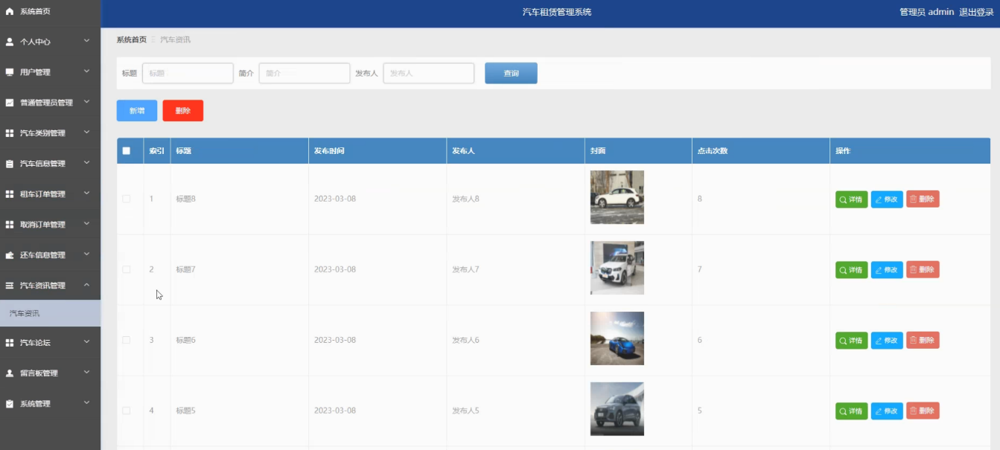 系统首页
汽车租赁管理系统
管理员 admin 退出登录
个人中心
用户管理
普通管理员管理
汽车类别管理
汽车信息管理
租车订单管理
取消订单管理
还车信息管理
汽车资讯管理
汽车资讯
汽车论坛
留言板管理
系统管理
系统首页 汽车资讯
标题 标题 简介 简介 发布人 发布人 查询
新增 删除
索引 标题 发布时间 发布人 封面 点击次数 操作
1 标题8 2023-03-08 发布人8 8 详情 修改 删除
2 标题7 2023-03-08 发布人7 7 详情 修改 删除
3 标题6 2023-03-08 发布人6 6 详情 修改 删除
4 标题5 2023-03-08 发布人5 5 详情 修改 删除